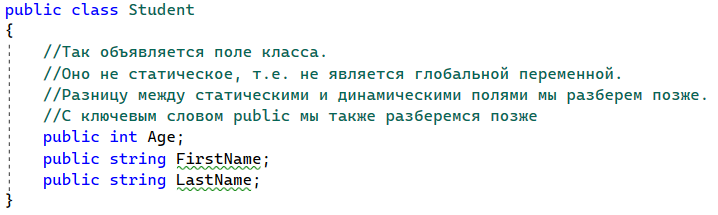 public class Student
{
//Так объявляется поле класса.
//Оно не статическое, т.е. не является глобальной переменной.
//Разницу между статическими и динамическими полями мы разберем позже.
//С ключевым словом public мы также разберемся позже
public int Age;
public string FirstName;
public string LastName;
}